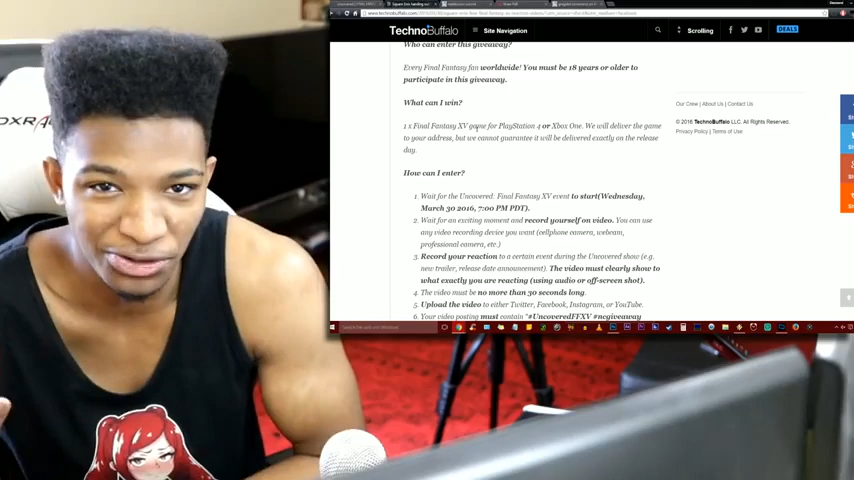 TechnoBuffalo
Site Navigation
Scrolling
DEALS
Who can enter this giveaway?
Every Final Fantasy fan worldwide! You must be 18 years or older to
participate in this giveaway.
What can I win?
1 x Final Fantasy XV game for PlayStation 4 or Xbox One. We will deliver the game
to your address, but we cannot guarantee it will be delivered exactly on the release
day.
How can I enter?
1. Wait for the Uncovered: Final Fantasy XV event to start(Wednesday,
March 30 2016, 7:00 PM PDT).
2. Wait for an exciting moment and record yourself on video. You can use
any video recording device you want (cellphone camera, webcam,
professional camera, etc.)
3. Record your reaction to a certain event during the Uncovered show (e.g.
new trailer, release date announcement). The video must clearly show to
what exactly you are reacting (using audio or off-screen shot).
4. The video must be no more than 30 seconds long.
5. Upload the video to either Twitter, Facebook, Instagram, or YouTube.
6. Your video posting must contain "#UncoveredFFXV #ncgiveaway
Our Crew | About Us | Contact Us
© 2016 TechnoBuffalo LLC. All Rights Reserved.
Privacy Policy | Terms of Use
Search the web and Windows
DXRA